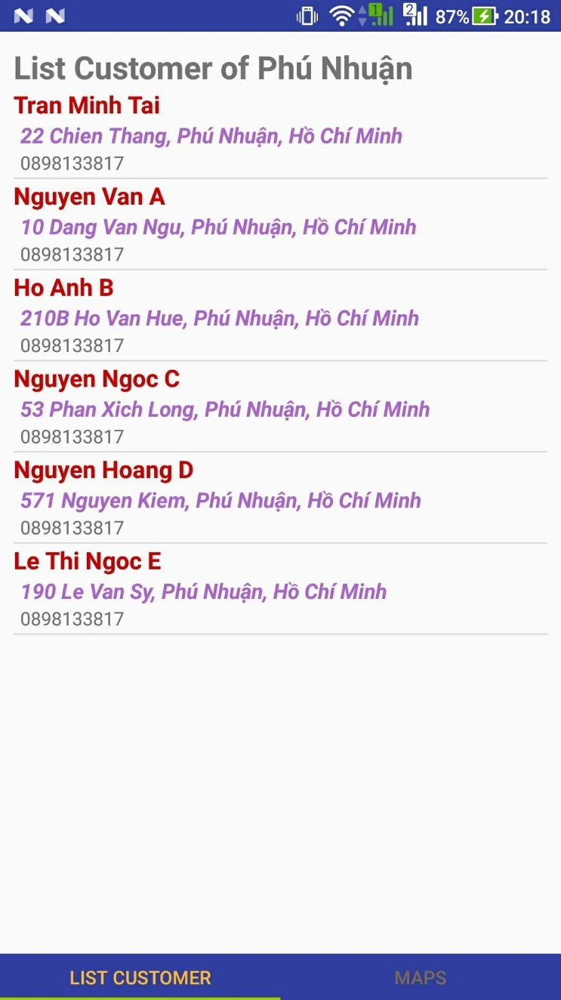 1 2 87% 20:18
List Customer of Phú Nhuận
Tran Minh Tai
22 Chien Thang, Phú Nhuận, Hồ Chí Minh
0898133817
Nguyen Van A
10 Dang Van Ngu, Phú Nhuận, Hồ Chí Minh
0898133817
Ho Anh B
210B Ho Van Hue, Phú Nhuận, Hồ Chí Minh
0898133817
Nguyen Ngoc C
53 Phan Xich Long, Phú Nhuận, Hồ Chí Minh
0898133817
Nguyen Hoang D
571 Nguyen Kiem, Phú Nhuận, Hồ Chí Minh
0898133817
Le Thi Ngoc E
190 Le Van Sy, Phú Nhuận, Hồ Chí Minh
0898133817
LIST CUSTOMER MAPS